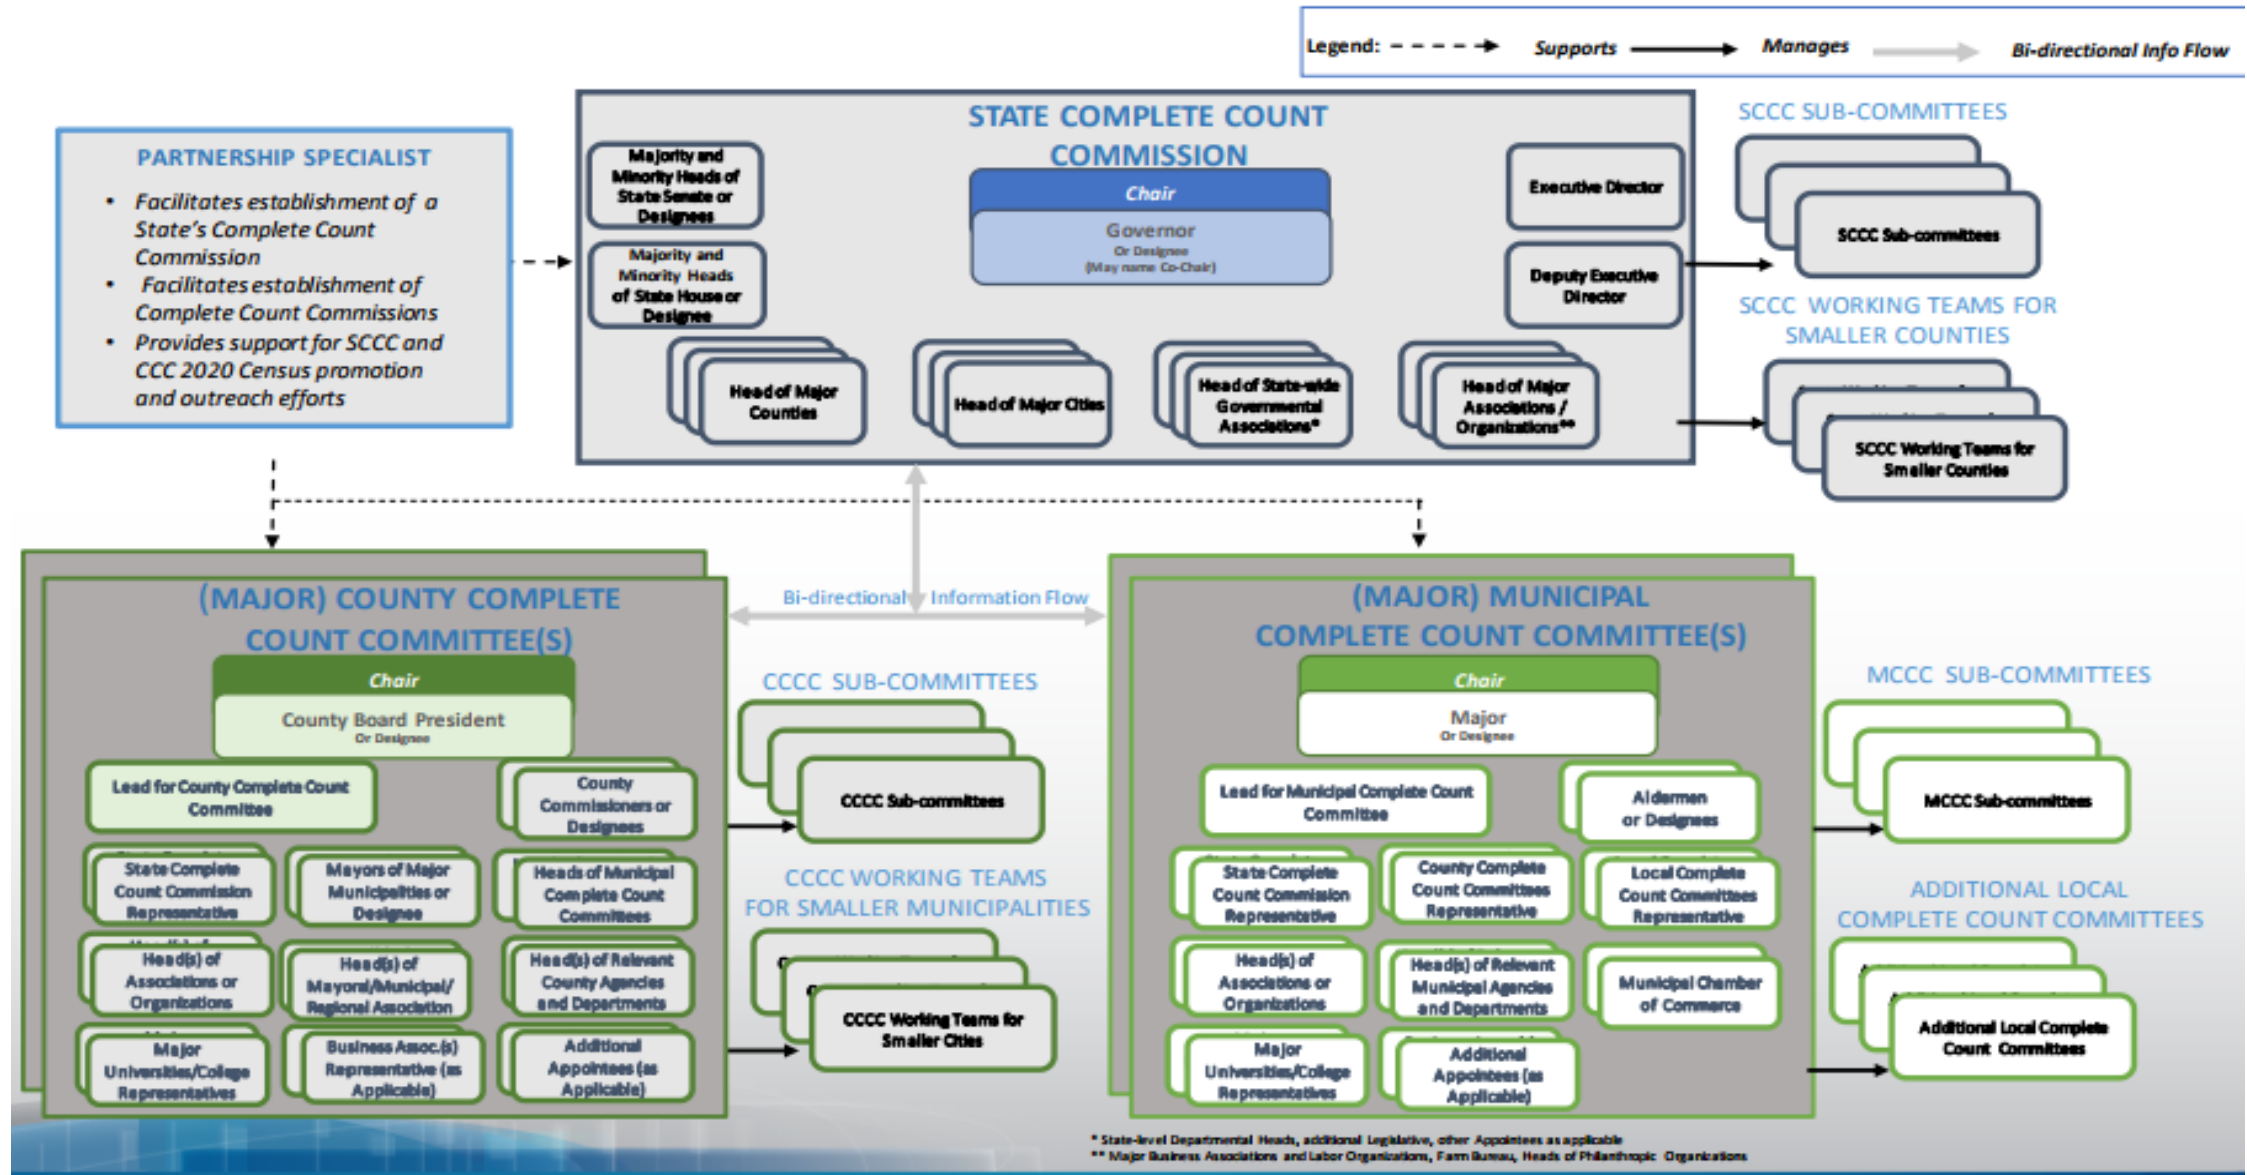 Legend:
Supports
Manages
Bi-directional Info Flow
PARTNERSHIP SPECIALIST
• Facilitates establishment of a
State's Complete Count
Commission
• Facilitates establishment of
Complete Count Commissions
• Provides support for SCCC and
CCC 2020 Census promotion
and outreach efforts
STATE COMPLETE COUNT
COMMISSION
Majority and
Minority Heads of
State Senate or
Designees
Majority and
Minority Heads
of State House or
Designee
Chair
Governor
Or Designee
(May name Co-Chair)
Executive Director
Deputy Executive
Director
Head of Major
Counties
Head of Major Cities
Head of State-wide
Governmental
Associations*
Head of Major
Associations /
Organizations**
SCCC SUB-COMMITTEES
SCCC Sub-committees
SCCC WORKING TEAMS FOR
SMALLER COUNTIES
SCCC Working Teams for
Smaller Counties
Bi-directional Information Flow
(MAJOR) COUNTY COMPLETE
COUNT COMMITTEE(S)
Chair
County Board President
Or Designee
Lead for County Complete Count
Committee
County
Commissioners or
Designees
State Complete
Count Commission
Representative
Mayors of Major
Municipalities or
Designee
Heads of Municipal
Complete Count
Committees
Head(s) of
Associations or
Organizations
Head(s) of
Mayoral/Municipal/
Regional Association
Head(s) of Relevant
County Agencies
and Departments
Major
Universities/College
Representatives
Business Assoc.(s)
Representative (as
Applicable)
Additional
Appointees (as
Applicable)
CCCC SUB-COMMITTEES
CCCC Sub-committees
CCCC WORKING TEAMS
FOR SMALLER MUNICIPALITIES
CCCC Working Teams for
Smaller Cities
(MAJOR) MUNICIPAL
COMPLETE COUNT COMMITTEE(S)
Chair
Major
Or Designee
Lead for Municipal Complete Count
Committee
Aldermen
or Designees
State Complete
Count Commission
Representative
County Complete
Count Committees
Representative
Local Complete
Count Committees
Representative
Head(s) of
Associations or
Organizations
Head(s) of Relevant
Municipal Agencies
and Departments
Municipal Chamber
of Commerce
Major
Universities/College
Representatives
Additional
Appointees (as
Applicable)
MCCC SUB-COMMITTEES
MCCC Sub-committees
ADDITIONAL LOCAL
COMPLETE COUNT COMMITTEES
Additional Local Complete
Count Committees
* State-level Departmental Heads, additional Legislative, other Appointees as applicable
** Major Business Associations and Labor Organizations, Farm Bureau, Heads of Philanthropic Organizations